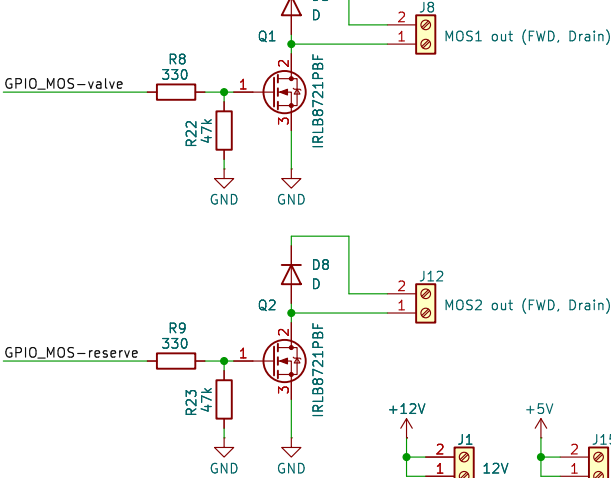 D
J8
2
1
MOS1 out (FWD, Drain)
Q1
2
R8
330
GPIO_MOS-valve
1
IRLB8721PBF
R22
47k
3
GND
GND
D8
D
J12
2
1
MOS2 out (FWD, Drain)
Q2
2
R9
330
GPIO_MOS-reserve
1
IRLB8721PBF
R23
47k
3
GND
GND
+12V
+5V
J1
2
1
12V
2
1